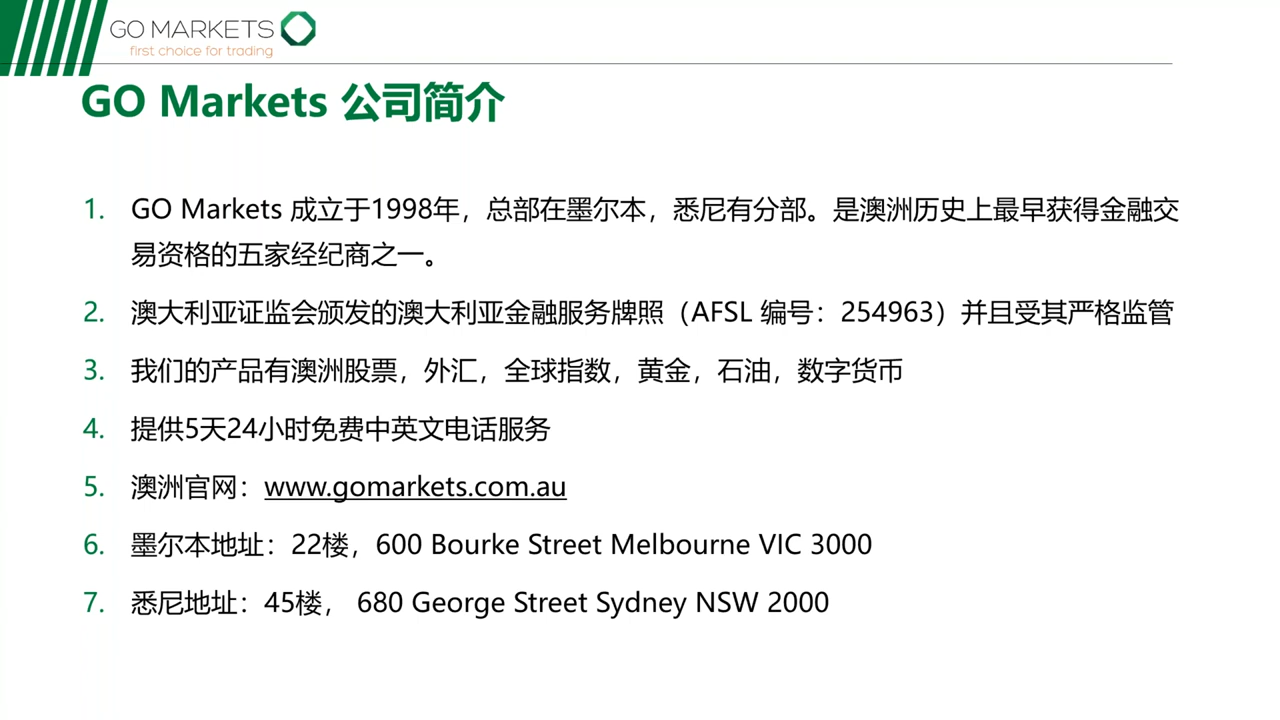 GO MARKETS
first choice for trading
GO Markets 公司简介
1. GO Markets 成立于1998年，总部在墨尔本，悉尼有分部。是澳洲历史上最早获得金融交
易资格的五家经纪商之一。
2. 澳大利亚证监会颁发的澳大利亚金融服务牌照（AFSL 编号：254963）并且受其严格监管
3. 我们的产品有澳洲股票，外汇，全球指数，黄金，石油，数字货币
4. 提供5天24小时免费中英文电话服务
5. 澳洲官网：www.gomarkets.com.au
6. 墨尔本地址：22楼，600 Bourke Street Melbourne VIC 3000
7. 悉尼地址：45楼， 680 George Street Sydney NSW 2000